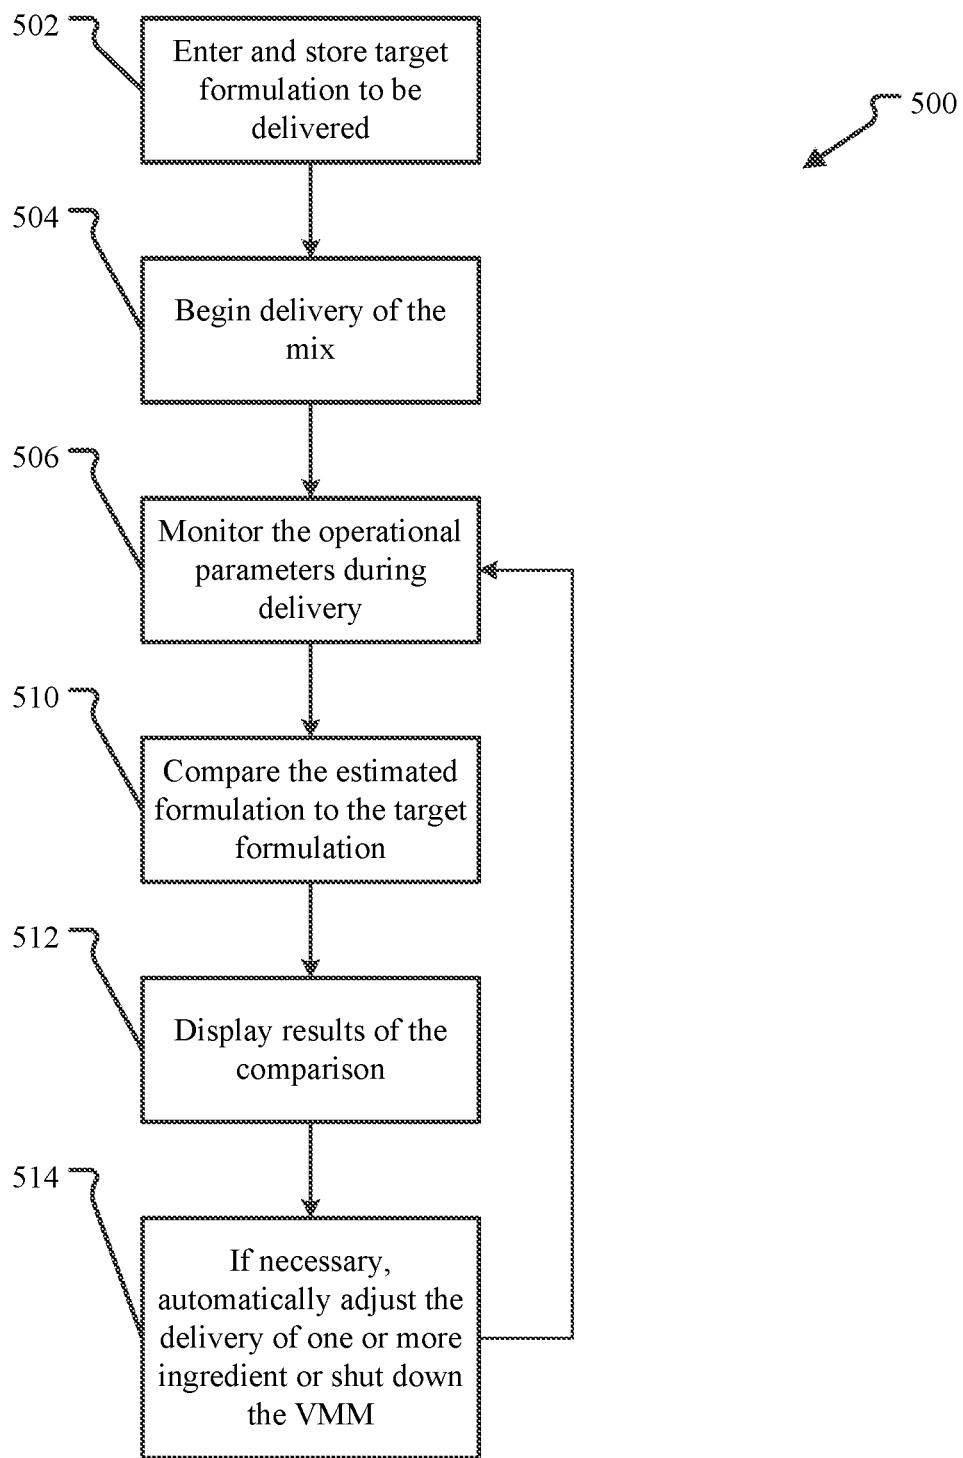 502
Enter and store target
formulation to be
delivered
500
504
Begin delivery of the
mix
506
Monitor the operational
parameters during
delivery
510
Compare the estimated
formulation to the target
formulation
512
Display results of the
comparison
514
If necessary,
automatically adjust the
delivery of one or more
ingredient or shut down
the VMM